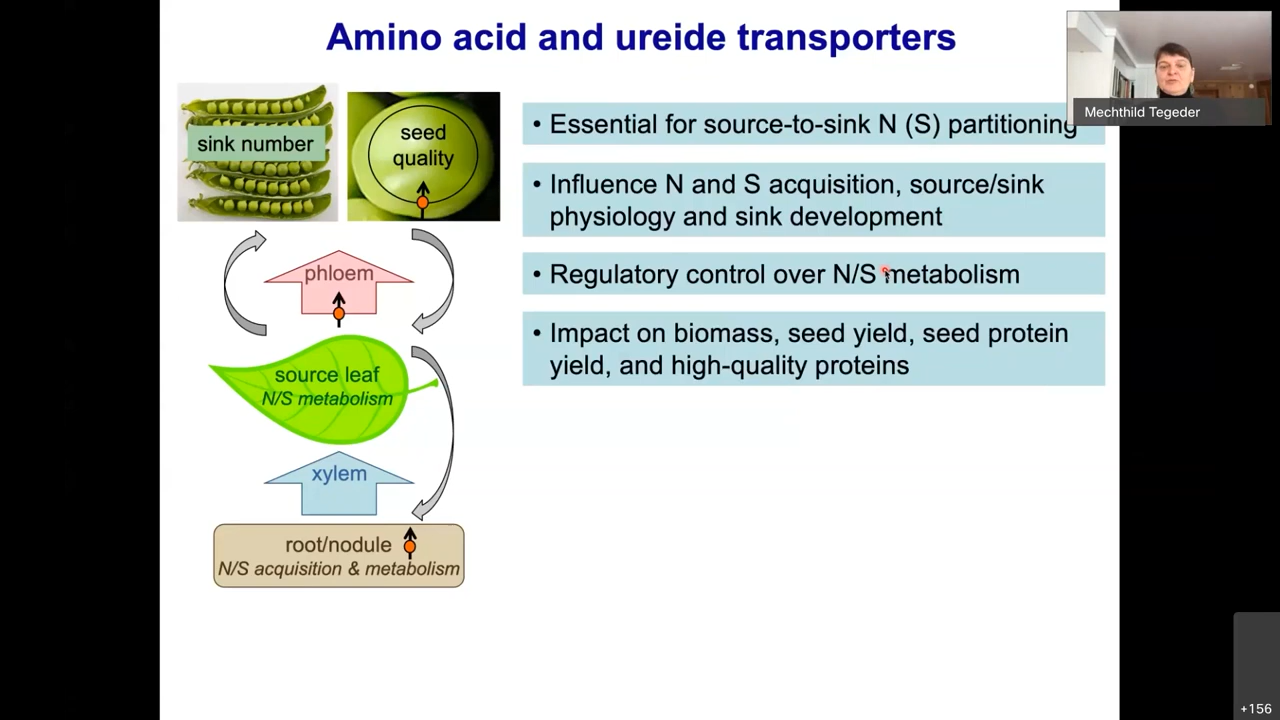 Amino acid and ureide transporters
Mechthild Tegeder
sink number
seed
quality
• Essential for source-to-sink N (S) partitioning
• Influence N and S acquisition, source/sink
physiology and sink development
• Regulatory control over N/S metabolism
• Impact on biomass, seed yield, seed protein
yield, and high-quality proteins
phloem
source leaf
N/S metabolism
xylem
root/nodule
N/S acquisition & metabolism
+156